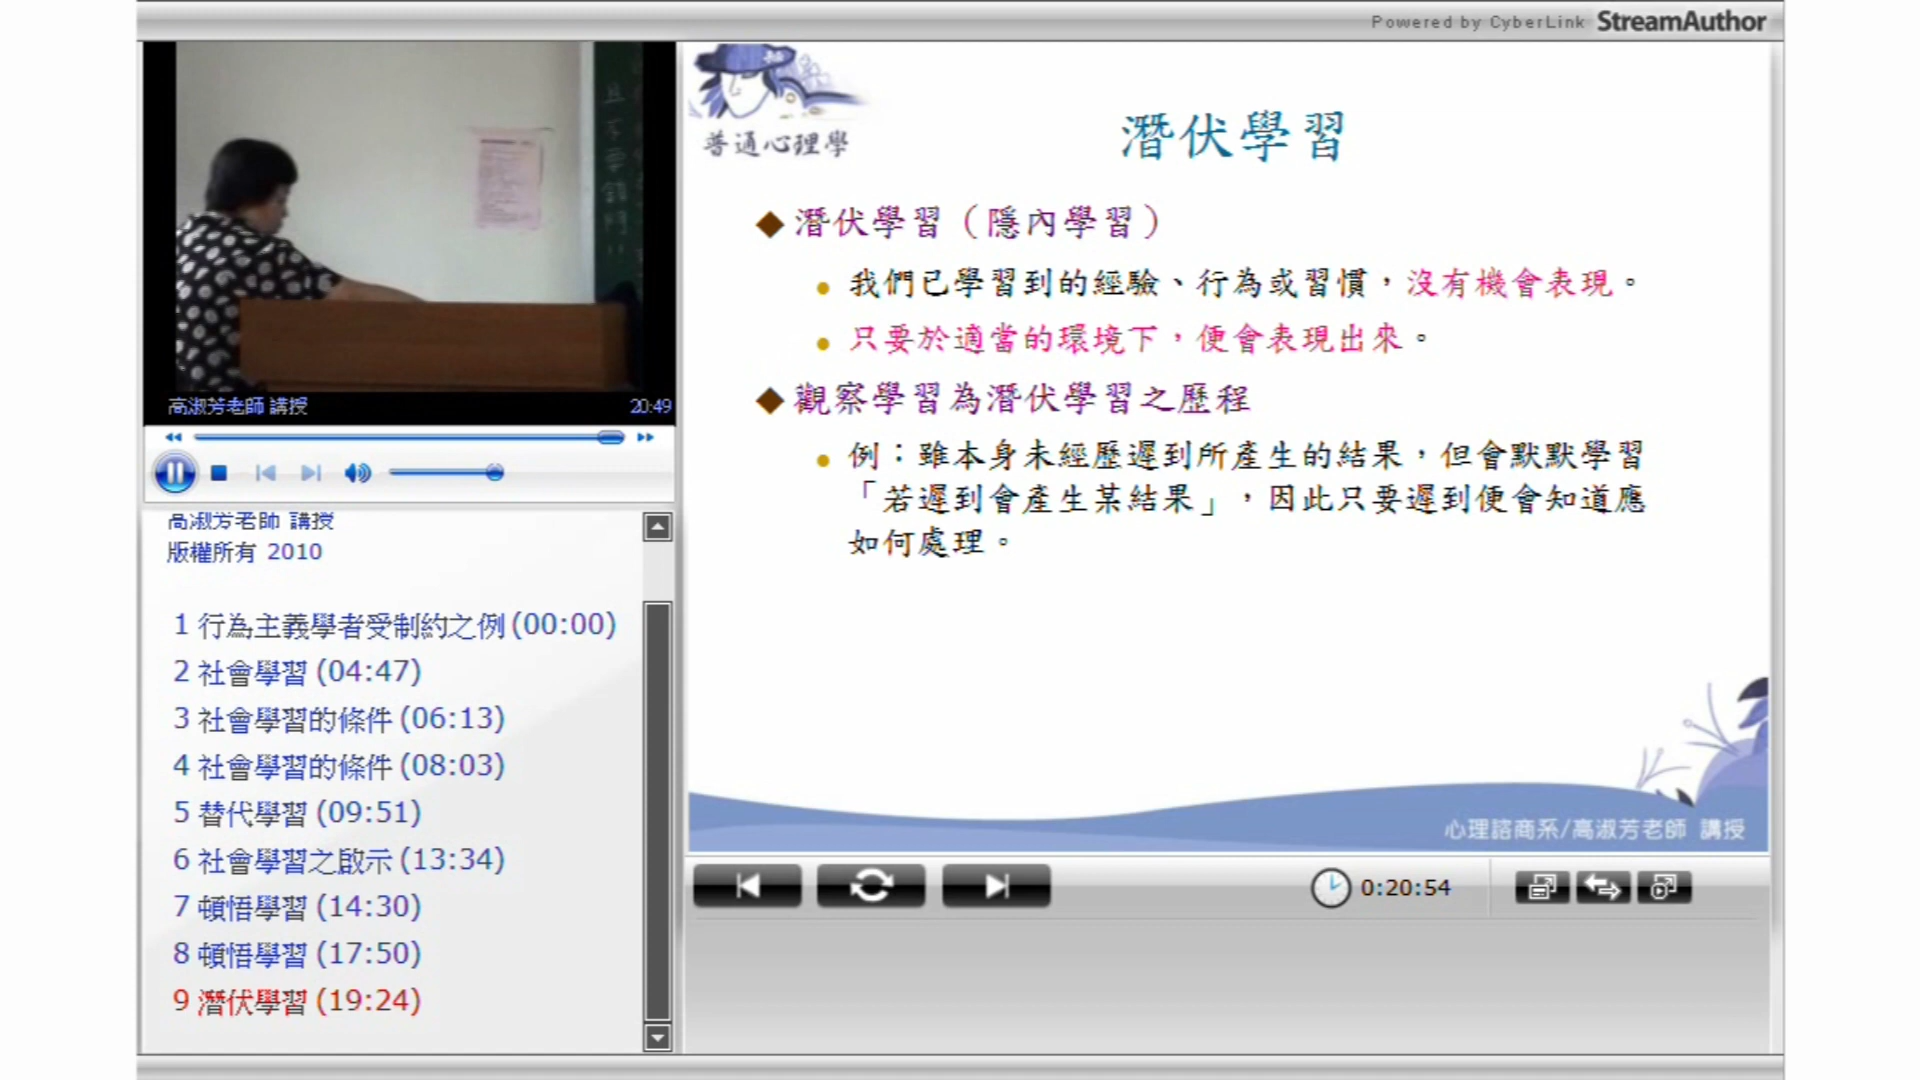 Powered by CyberLink StreamAuthor
高淑芳老師 講授
20:49
高淑芳老師 講授
版權所有 2010
1 行為主義學者受制約之例 (00:00)
2 社會學習 (04:47)
3 社會學習的條件 (06:13)
4 社會學習的條件 (08:03)
5 替代學習 (09:51)
6 社會學習之啟示 (13:34)
7 頓悟學習 (14:30)
8 頓悟學習 (17:50)
9 潛伏學習 (19:24)
普通心理學
潛伏學習
潛伏學習（隱內學習）
我們已學習到的經驗、行為或習慣，沒有機會表現。
只要於適當的環境下，便會表現出來。
觀察學習為潛伏學習之歷程
例：雖本身未經歷遲到所產生的結果，但會默默學習
「若遲到會產生某結果」，因此只要遲到便會知道應
如何處理。
心理諮商系/高淑芳老師 講授
0:20:54